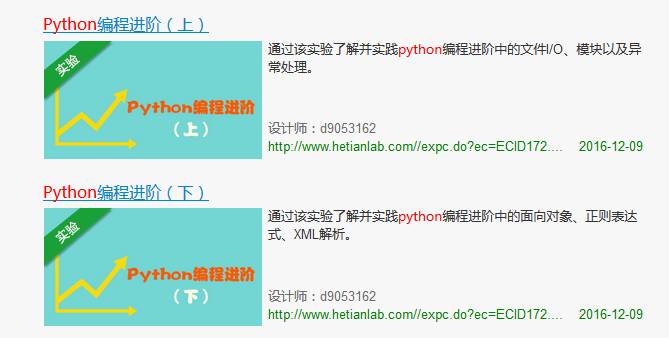 Python编程进阶（上）
实验
Python编程进阶
（上）
通过该实验了解并实践python编程进阶中的文件I/O、模块以及异
常处理。
设计师：d9053162
http://www.hetianlab.com//expc.do?ec=ECID172.... 2016-12-09
Python编程进阶（下）
实验
Python编程进阶
（下）
通过该实验了解并实践python编程进阶中的面向对象、正则表达
式、XML解析。
设计师：d9053162
http://www.hetianlab.com//expc.do?ec=ECID172.... 2016-12-09